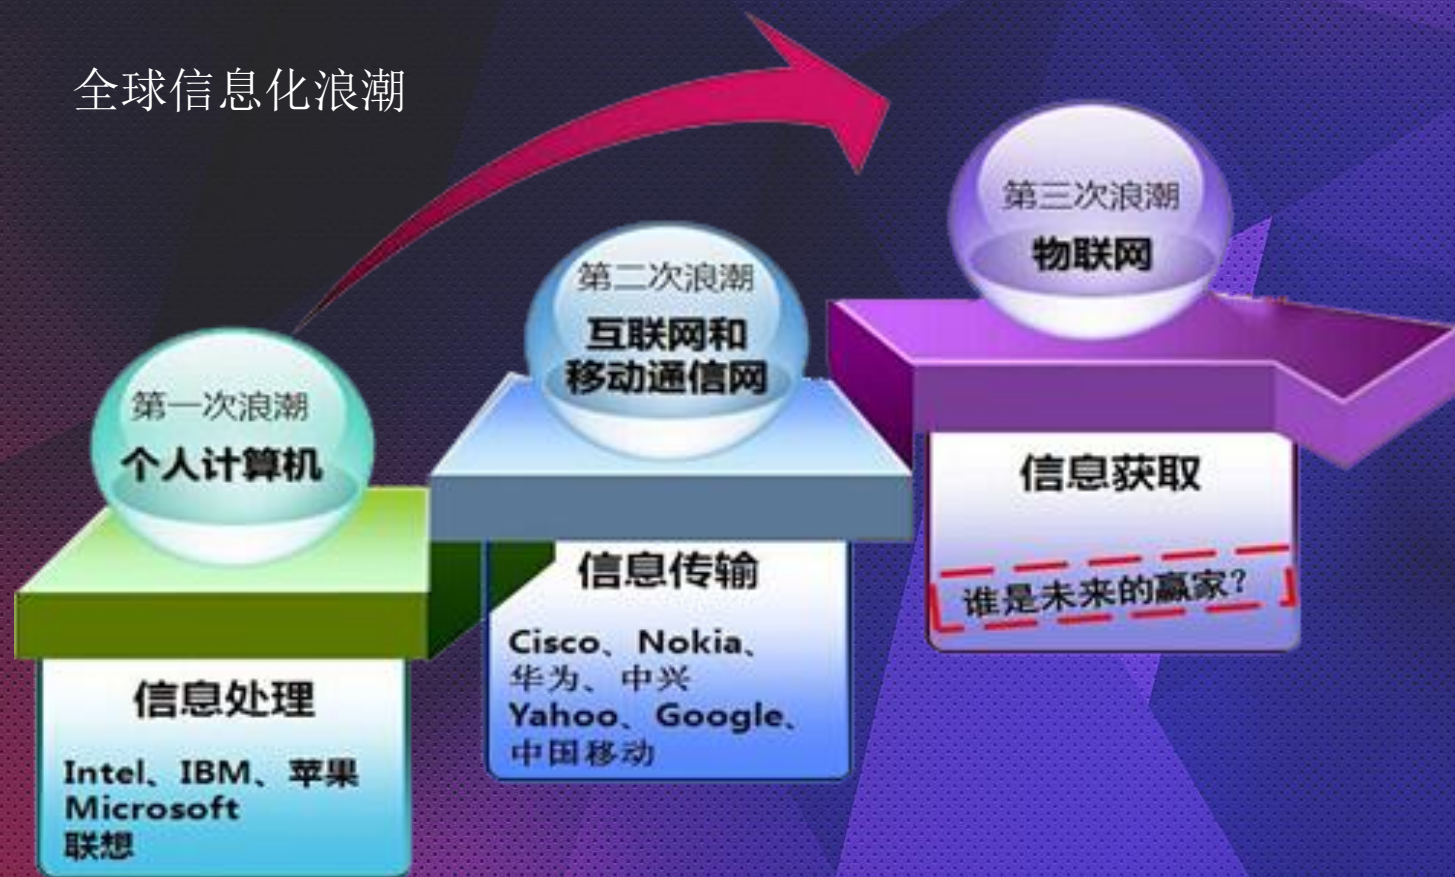 全球信息化浪潮
第一次浪潮
个人计算机
信息处理
Intel、IBM、苹果
Microsoft
联想
第二次浪潮
互联网和
移动通信网
信息传输
Cisco、Nokia、
华为、中兴
Yahoo、Google、
中国移动
第三次浪潮
物联网
信息获取
谁是未来的赢家?